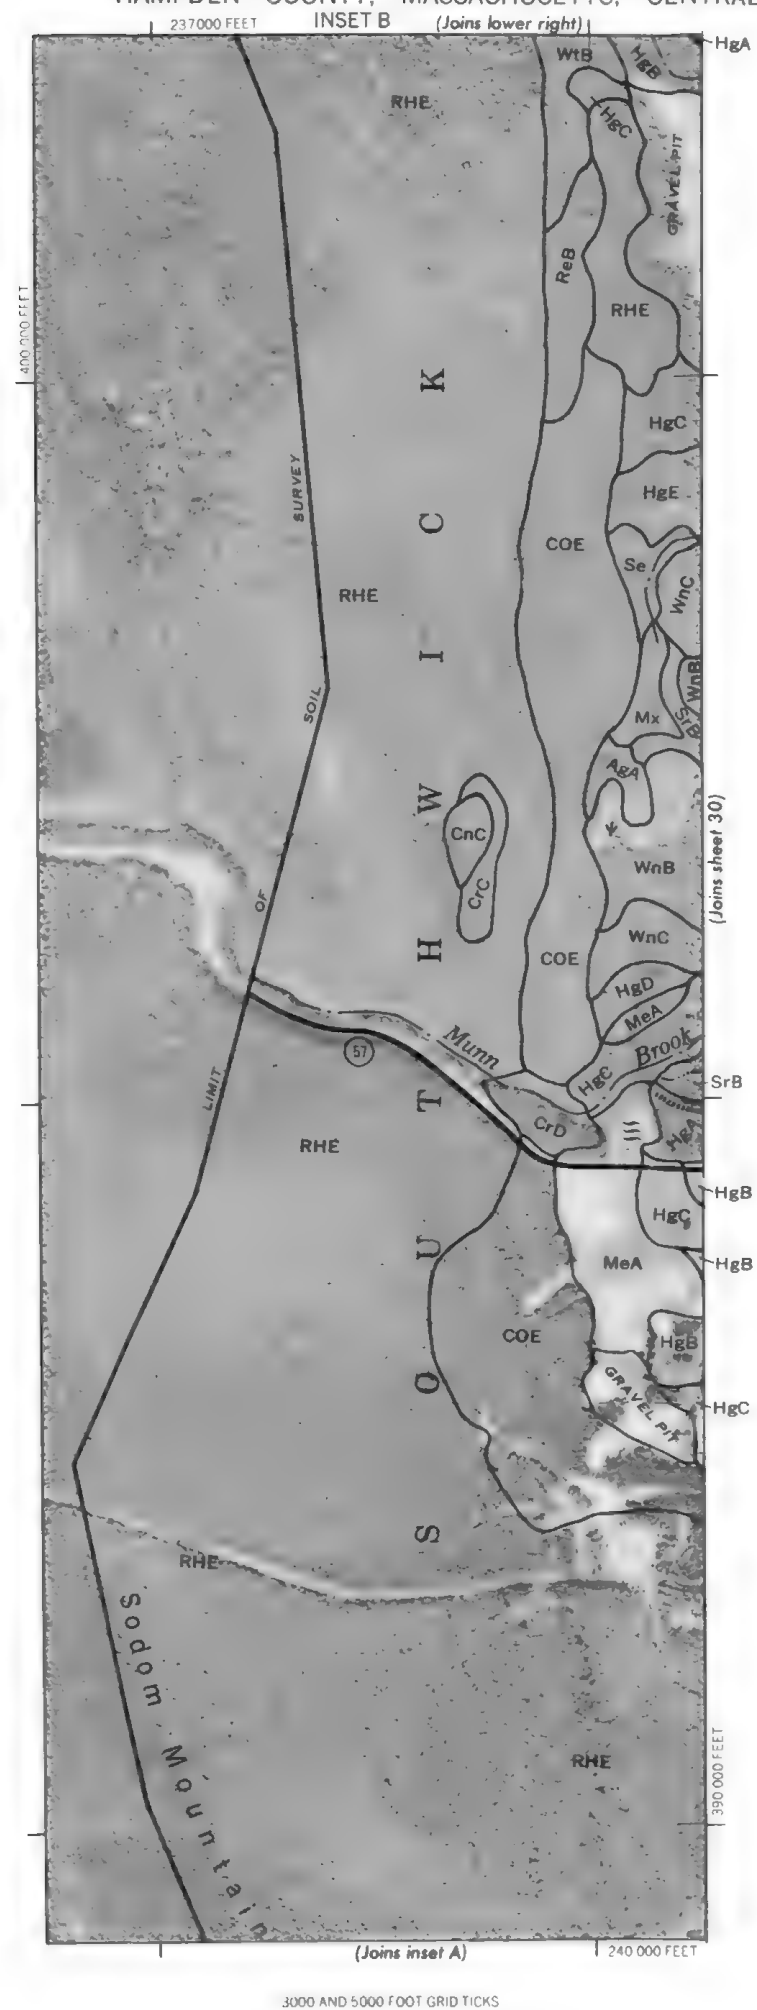 HAMPDEN COUNTY, MASSACHUSETTS, CENTRAL
237000 FEET INSET B (Joins lower right)
HgA
WtB
HgB
RHE
HgC
GRAVEL PIT
ReB
RHE
400 000 FEET
K
HgC
HgE
SURVEY
C
COE
Se
WnC
RHE
I
WnB
SOIL
Mx
SrB
AgA
W
CnC
(Joins sheet 30)
WnB
CrC
OF
WnC
H
COE
HgD
MeA
Munn
Brook
57
HgC
SrB
LIMIT
T
CrD
HgA
RHE
HgB
HgC
U
MeA
HgB
COE
HgB
O
GRAVEL PIT
HgC
S
RHE
Sodom Mountain
RHE
390 000 FEET
(Joins inset A)
240 000 FEET
3000 AND 5000 FOOT GRID TICKS